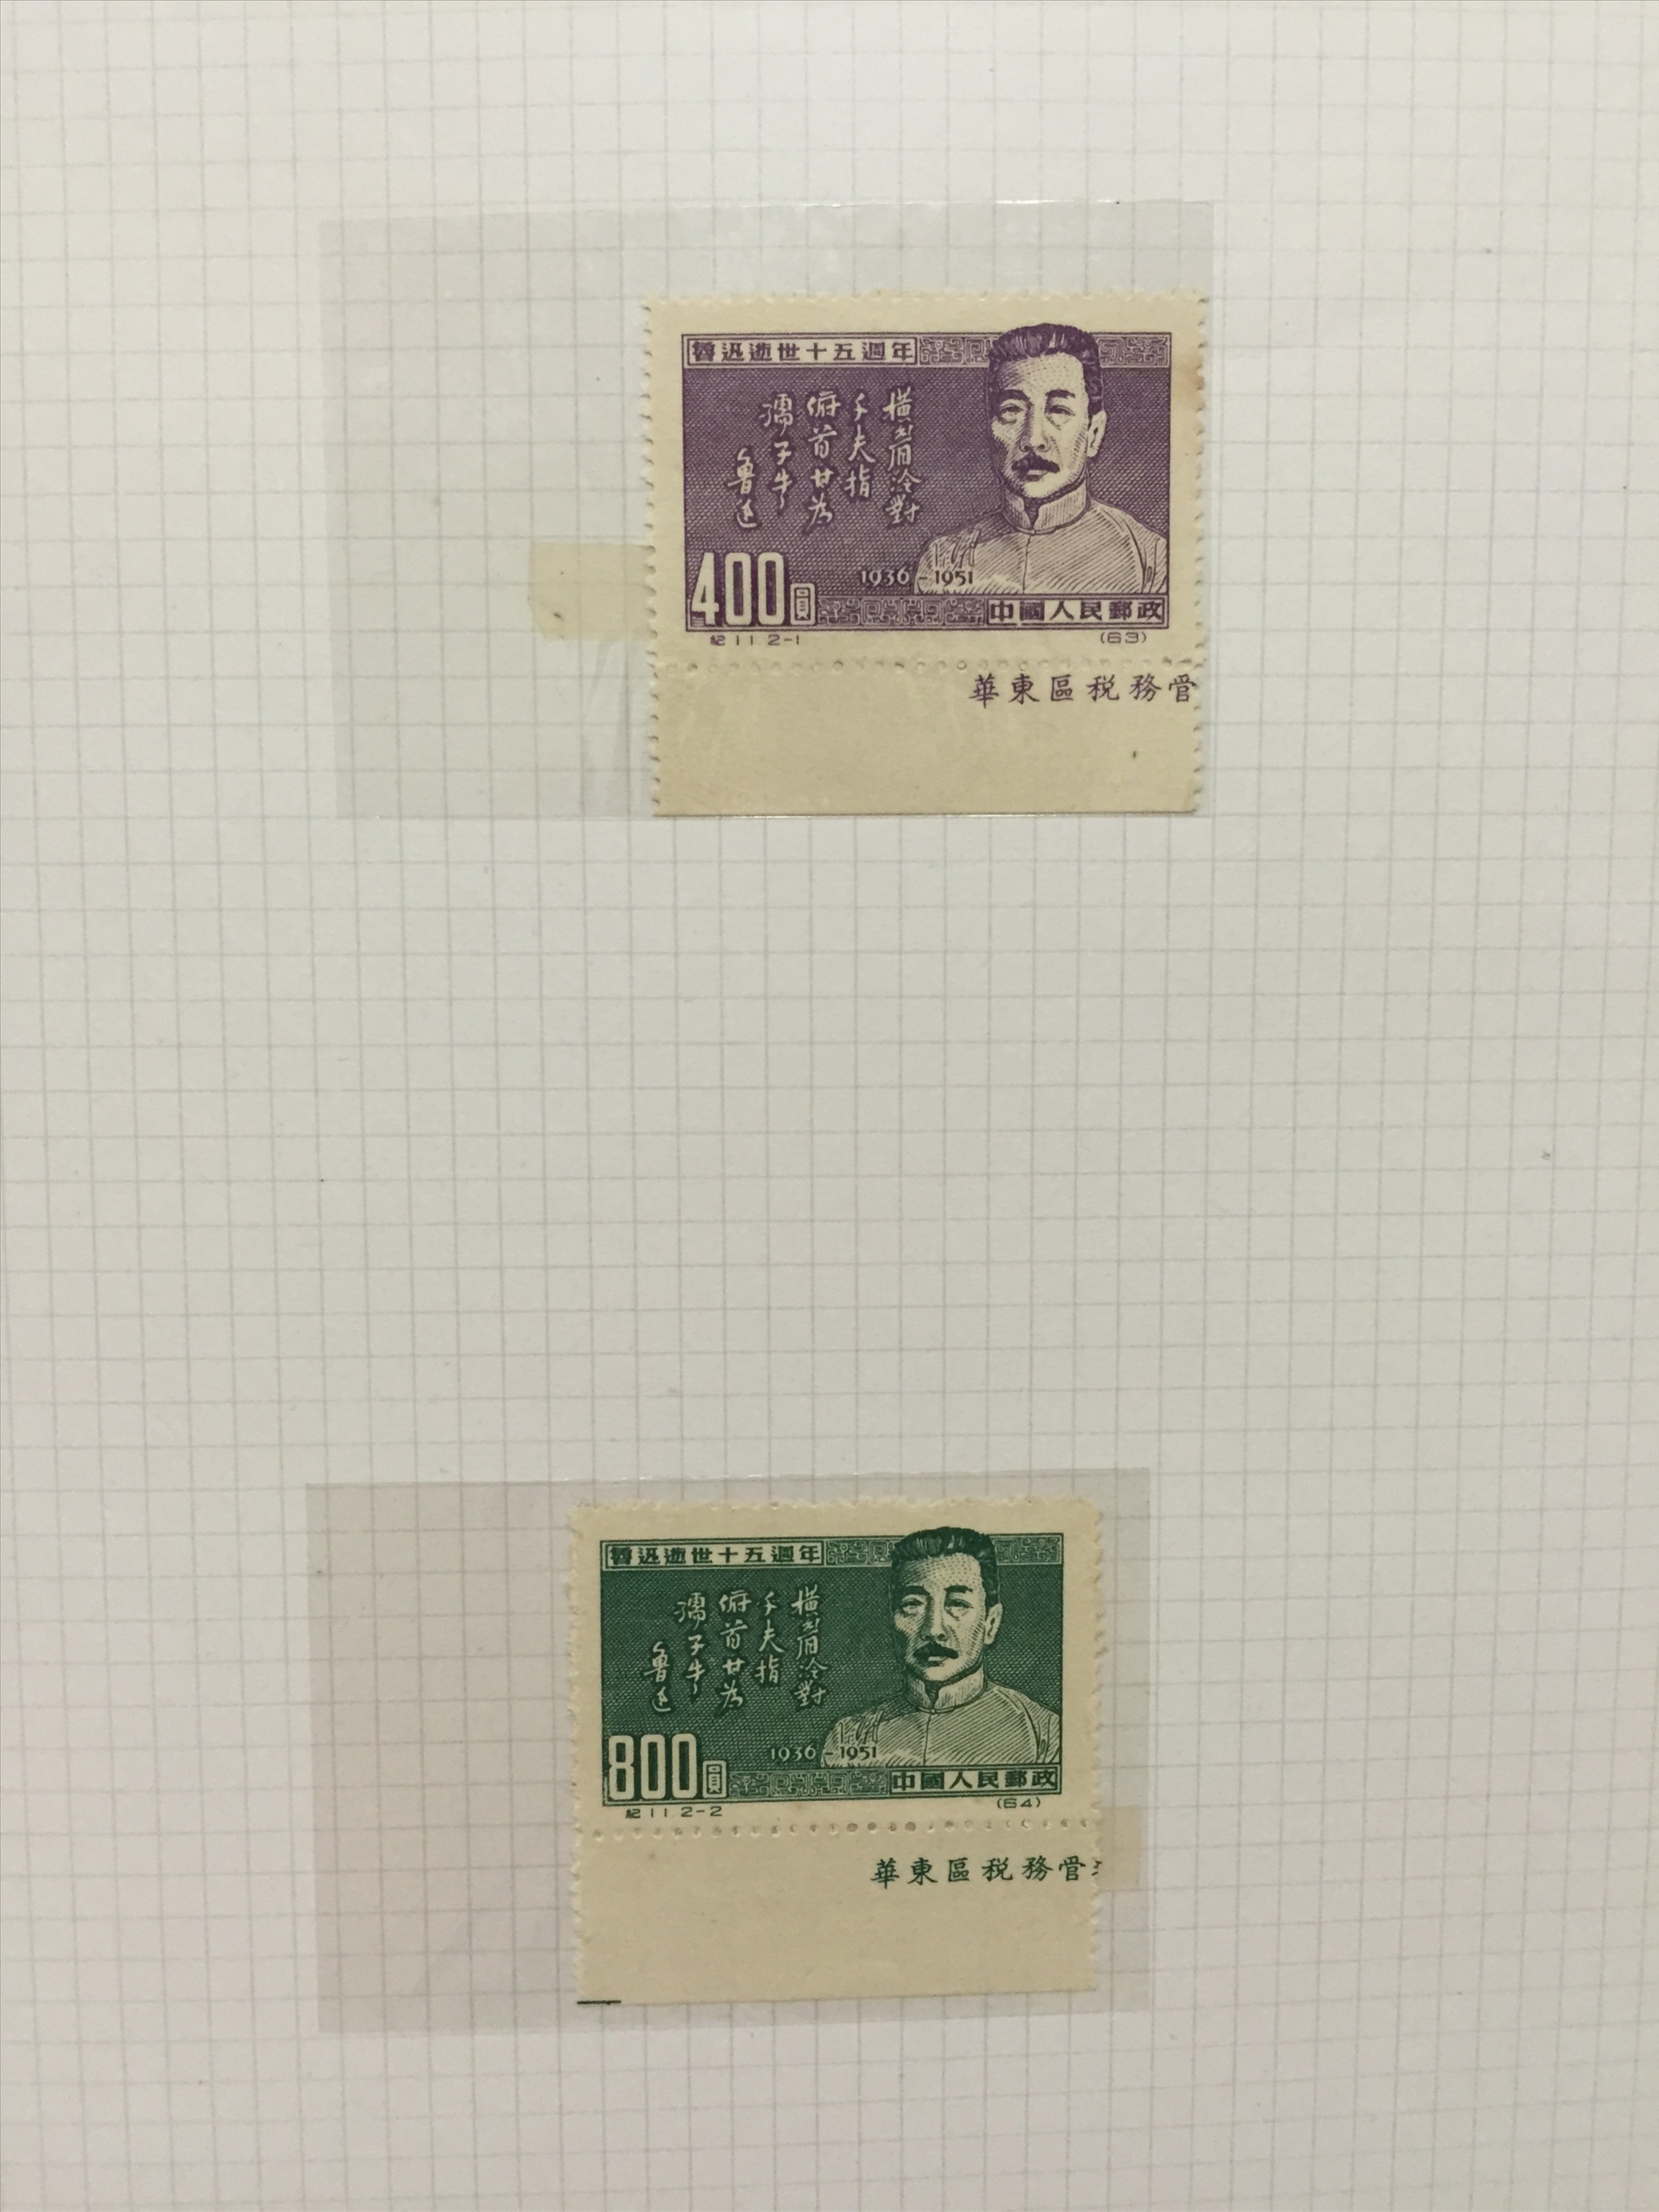 魯迅逝世十五週年
橫眉冷對
千夫指
俯首甘為
孺子牛
魯迅
1936-1951
400圓
中國人民郵政
紀11.2-1
(63)
華東區稅務管
魯迅逝世十五週年
橫眉冷對
千夫指
俯首甘為
孺子牛
魯迅
1936-1951
800圓
中國人民郵政
紀11.2-2
(64)
華東區稅務管